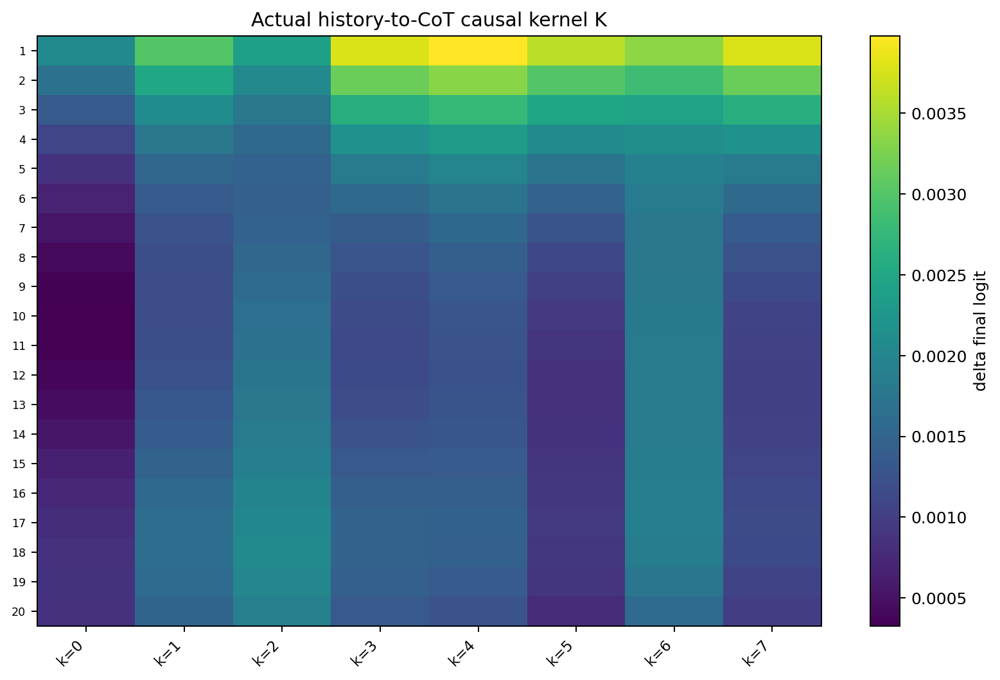 Actual history-to-CoT causal kernel K
1
2
3
4
5
6
7
8
9
10
11
12
13
14
15
16
17
18
19
20
k=0
k=1
k=2
k=3
k=4
k=5
k=6
k=7
0.0035
0.0030
0.0025
0.0020
0.0015
0.0010
0.0005
delta final logit